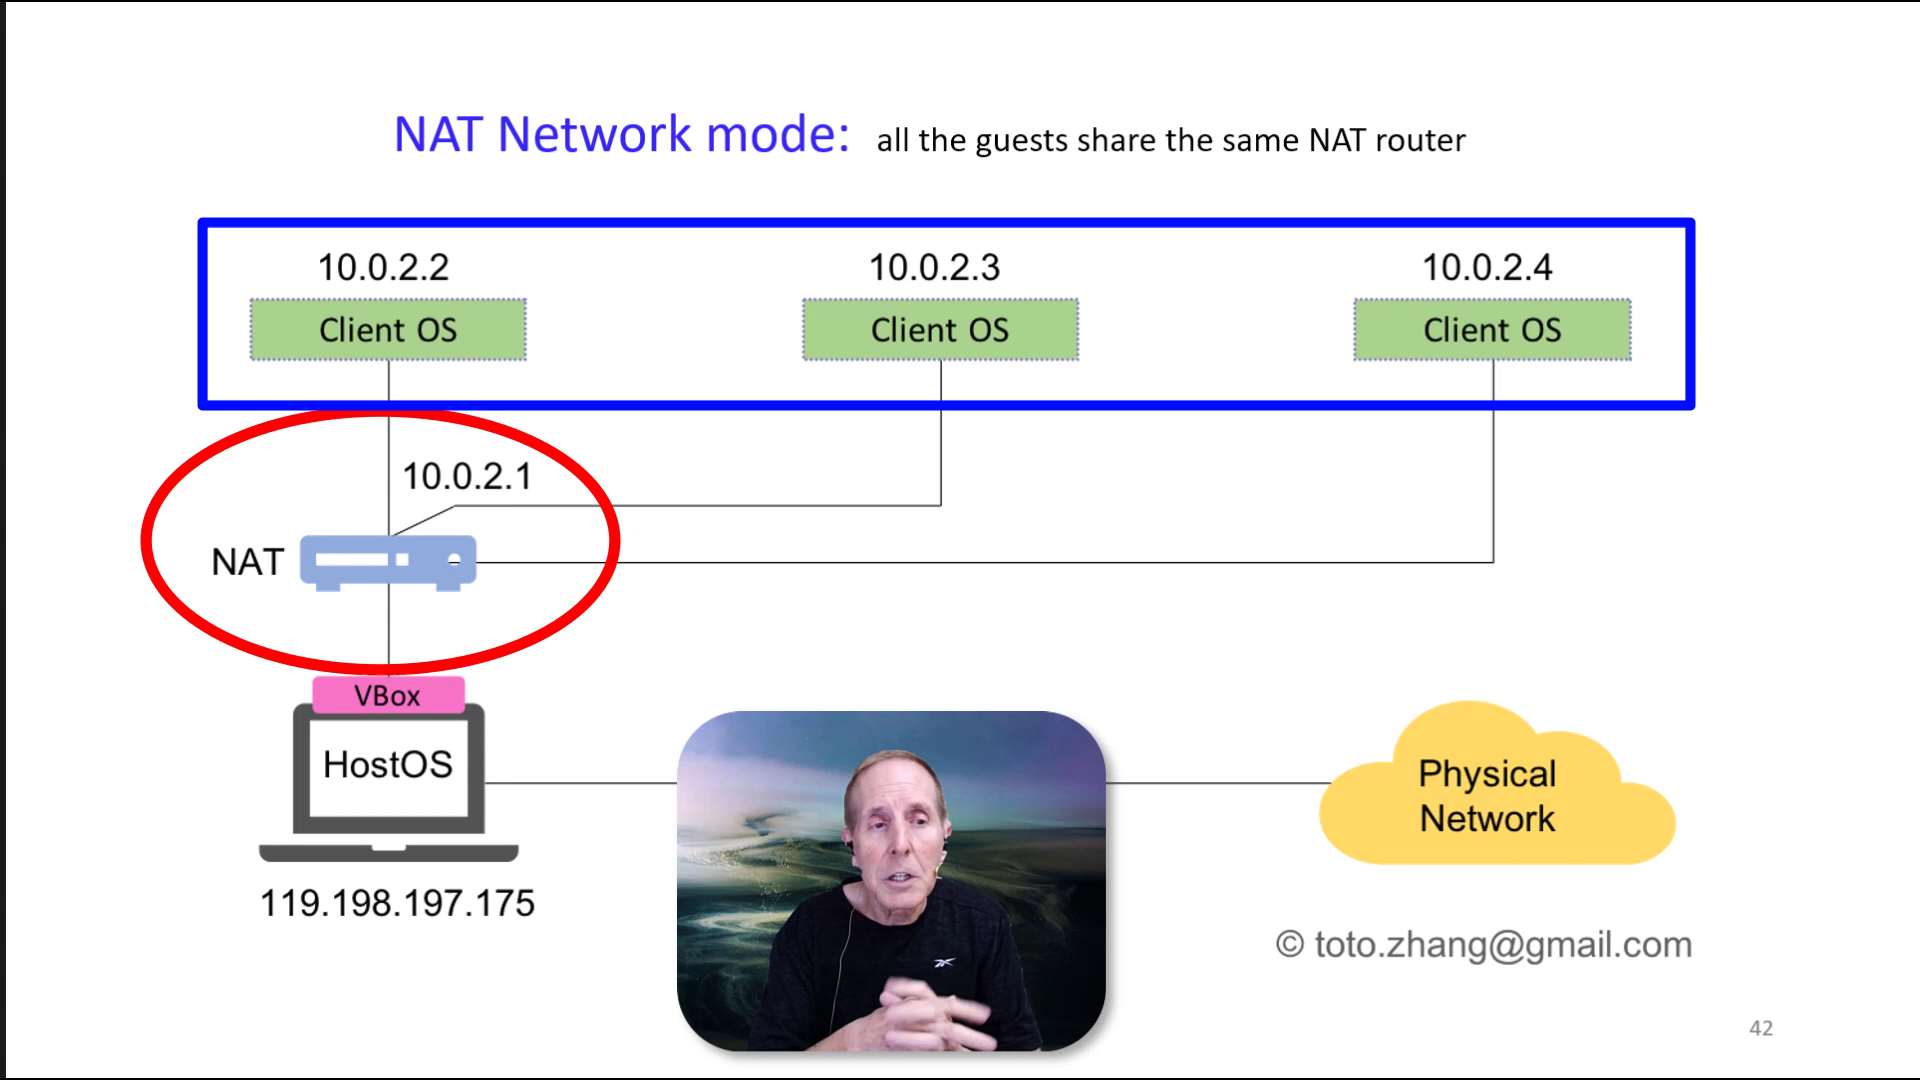 NAT Network mode: all the guests share the same NAT router
10.0.2.2
10.0.2.3
10.0.2.4
Client OS
Client OS
Client OS
10.0.2.1
NAT
VBox
HostOS
119.198.197.175
Physical
Network
© toto.zhang@gmail.com
42